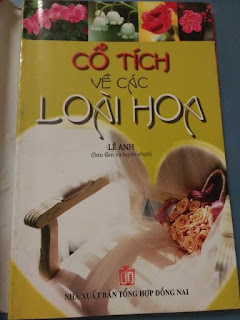 CỔ TÍCH
VỀ CÁC
LOÀI HOA
LÊ ANH
(Sưu tầm và tuyển chọn)
NHÀ XUẤT BẢN TỔNG HỢP ĐỒNG NAI